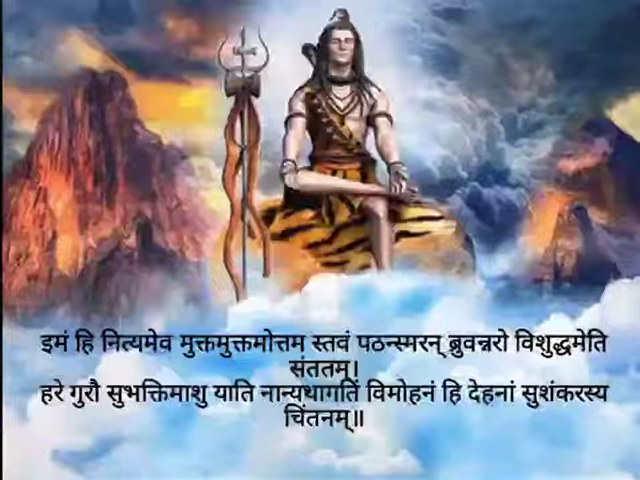 इमं हि नित्यमेव मुक्तमुक्तमोत्तम स्तवं पठन्स्मरन् ब्रुवन्नरो विशुद्धमेति
संततम्।
हरे गुरौ सुभक्तिमाशु याति नान्यथागतिं विमोहनं हि देहनां सुशंकरस्य
चिंतनम्॥